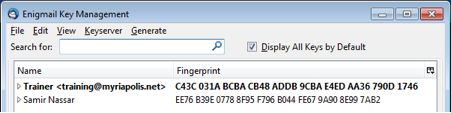 Enigmail Key Management
File Edit View Keyserver Generate
Search for: Display All Keys by Default
Name Fingerprint
Trainer <training@myriapolis.net> C43C 031A BCBA CB48 ADDB 9CBA E4ED AA36 790D 1746
Samir Nassar EE76 B39E 0778 8F95 F796 B044 FE67 9A90 8E99 7AB2